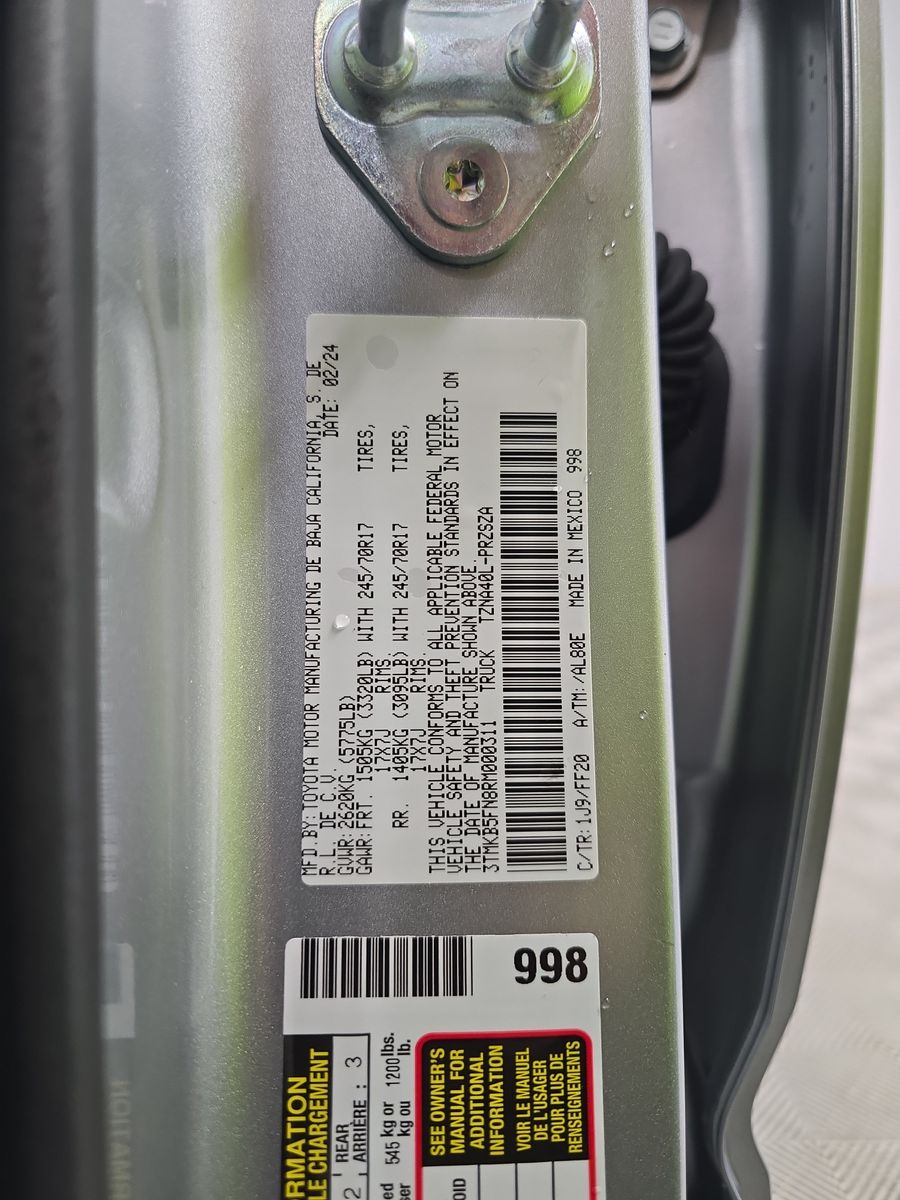 MFD.BY:TOYOTA MOTOR MANUFACTURING DE BAJA CALIFORNIA, S. DE
R.L. DE C.V. DATE: 02/24
GVWR:2620KG (5775LB)
GAWR:FRT. 1505KG (3320LB) WITH 245/70R17 TIRES,
17X7J RIMS
RR. 1405KG (3095LB) WITH 245/70R17 TIRES,
17X7J RIMS.
THIS VEHICLE CONFORMS TO ALL APPLICABLE FEDERAL MOTOR
VEHICLE SAFETY AND THEFT PREVENTION STANDARDS IN EFFECT ON
THE DATE OF MANUFACTURE SHOWN ABOVE.
3TMKB5FN8RM000311 TRUCK TZNA40L-PRZSZA
C/TR:1J9/FF20 A/TM:/AL80E MADE IN MEXICO 998
998
RMATION
LE CHARGEMENT
2 REAR
ARRIÈRE : 3
545 kg or 1200 lbs.
kg ou lb.
SEE OWNER'S
MANUAL FOR
ADDITIONAL
INFORMATION
VOIR LE MANUEL
DE L'USAGER
POUR PLUS DE
RENSEIGNEMENTS